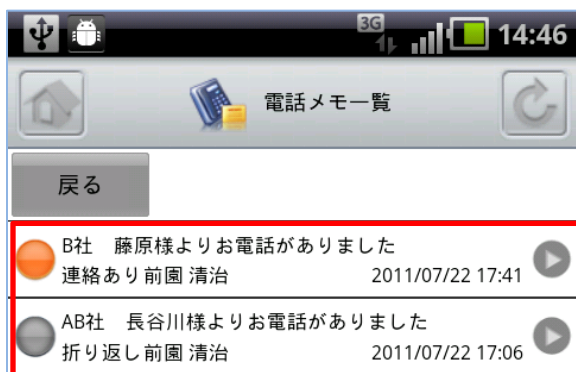 3G
14:46
電話メモ一覧
戻る
B社　藤原様よりお電話がありました
連絡あり前園 清治 2011/07/22 17:41
AB社　長谷川様よりお電話がありました
折り返し前園 清治 2011/07/22 17:06